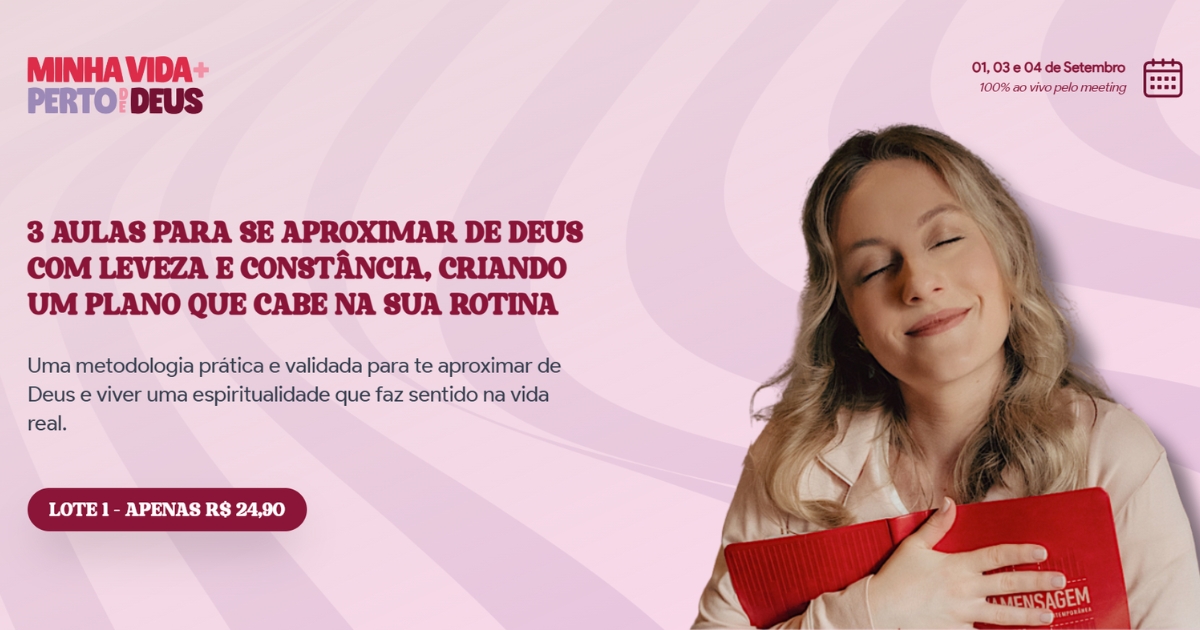 MINHA VIDA+
PERTO DE DEUS
01, 03 e 04 de Setembro
100% ao vivo pelo meeting
3 AULAS PARA SE APROXIMAR DE DEUS
COM LEVEZA E CONSTÂNCIA, CRIANDO
UM PLANO QUE CABE NA SUA ROTINA
Uma metodologia prática e validada para te aproximar de
Deus e viver uma espiritualidade que faz sentido na vida
real.
LOTE 1 - APENAS R$ 24,90